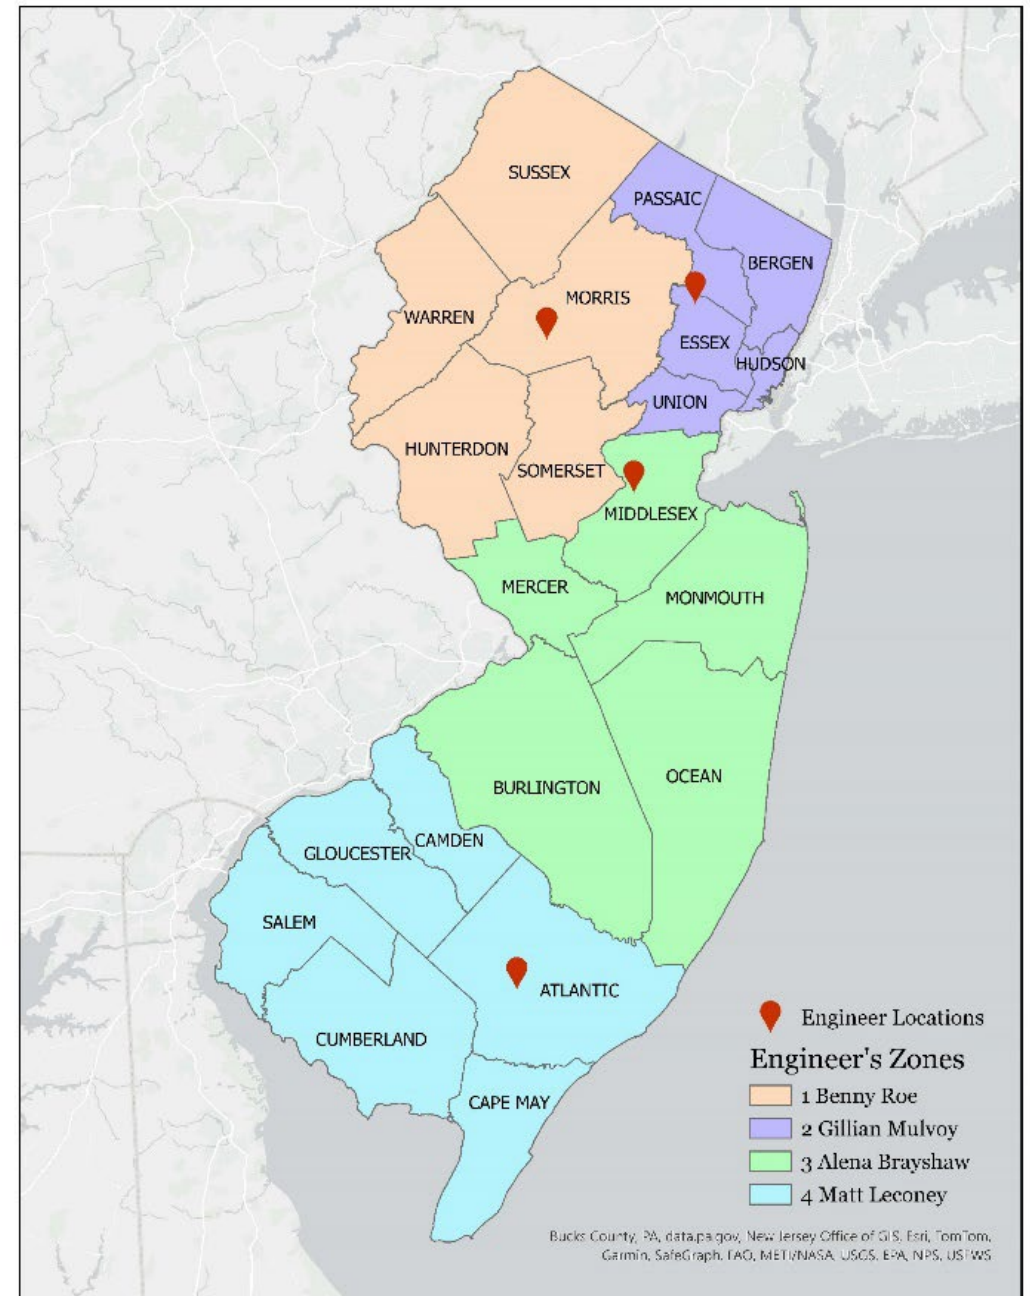 SUSSEX
PASSAIC
BERGEN
MORRIS
WARREN
ESSEX
HUDSON
UNION
HUNTERDON
SOMERSET
MIDDLESEX
MERCER
MONMOUTH
OCEAN
BURLINGTON
CAMDEN
GLOUCESTER
SALEM
ATLANTIC
CUMBERLAND
CAPE MAY
Engineer Locations
Engineer's Zones
1 Benny Roe
2 Gillian Mulvoy
3 Alena Brayshaw
4 Matt Leconey
Bucks County, PA, data.pa.gov, New Jersey Office of GIS, Esri, TomTom,
Garmin, SafeGraph, FAO, METI/NASA, USGS, EPA, NPS, USFWS